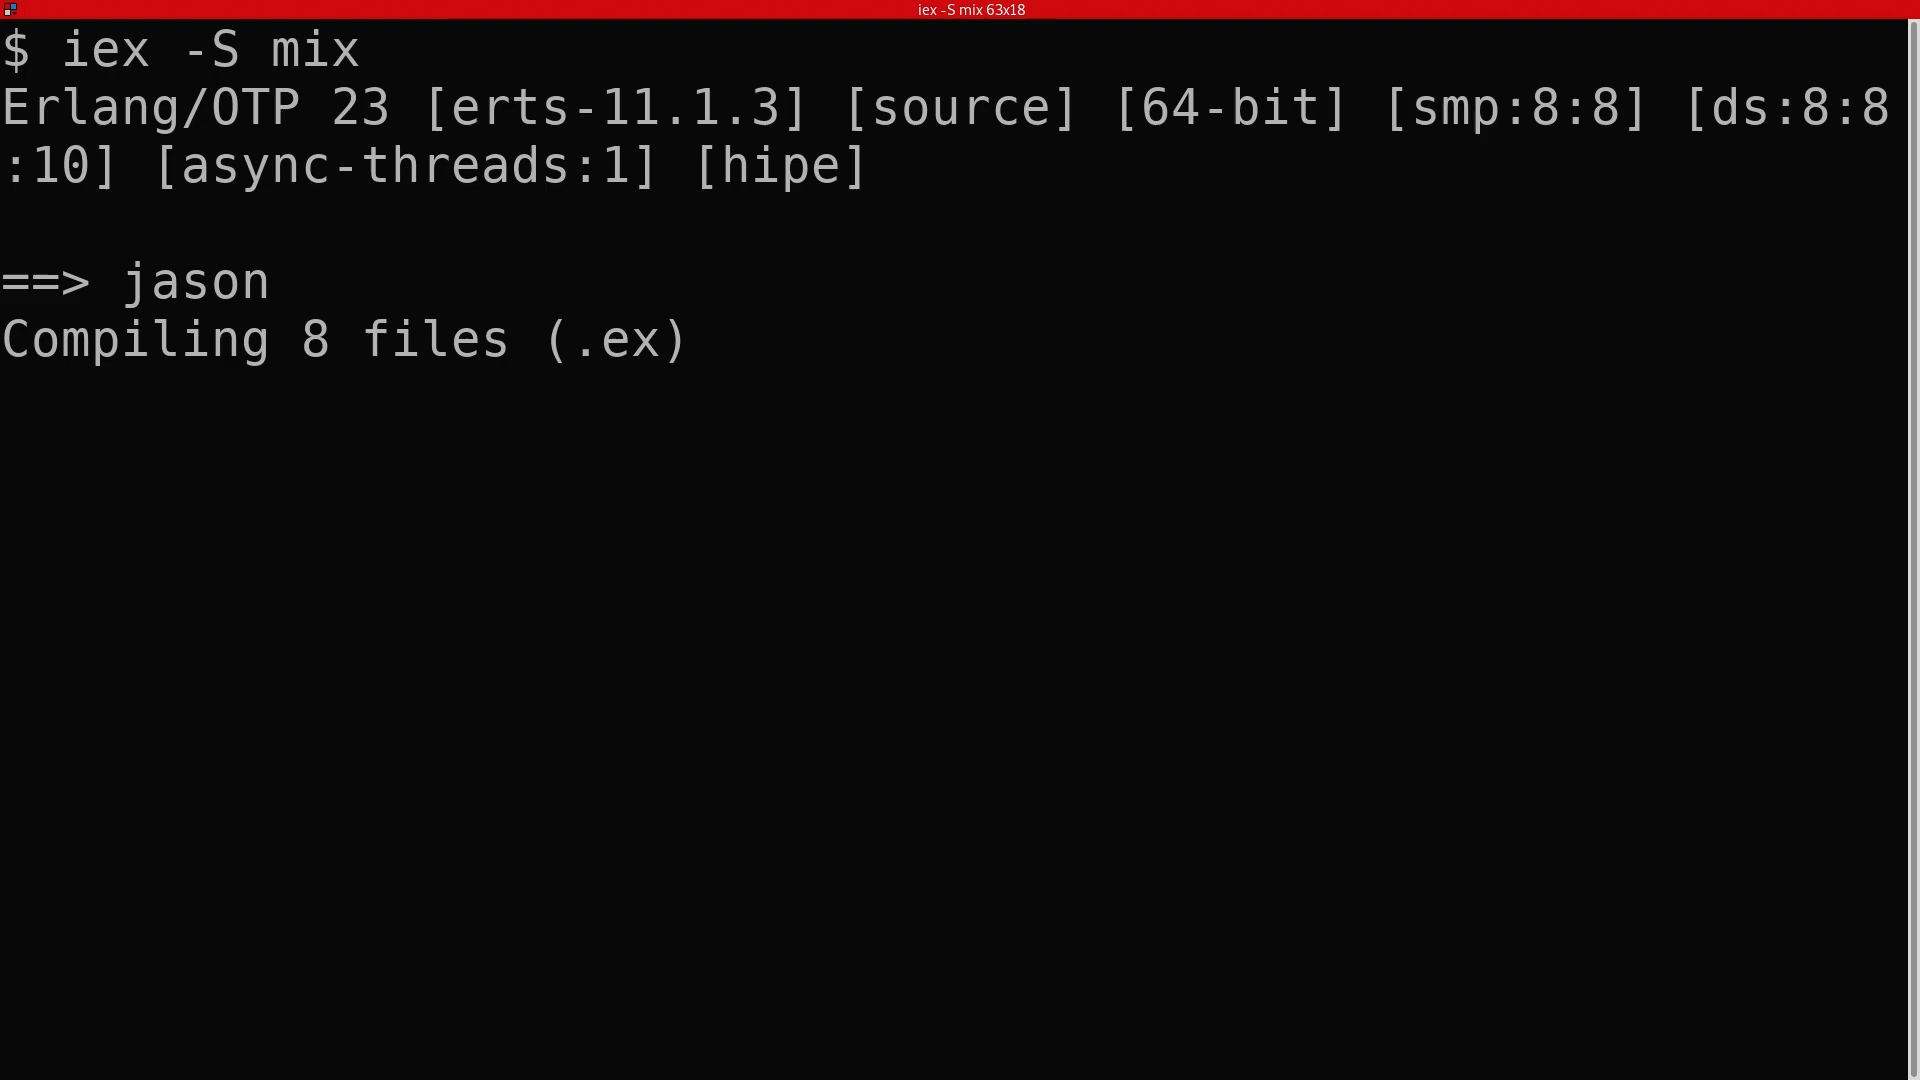 iex -S mix 63x18
$ iex -S mix
Erlang/OTP 23 [erts-11.1.3] [source] [64-bit] [smp:8:8] [ds:8:8
:10] [async-threads:1] [hipe]
==> jason
Compiling 8 files (.ex)